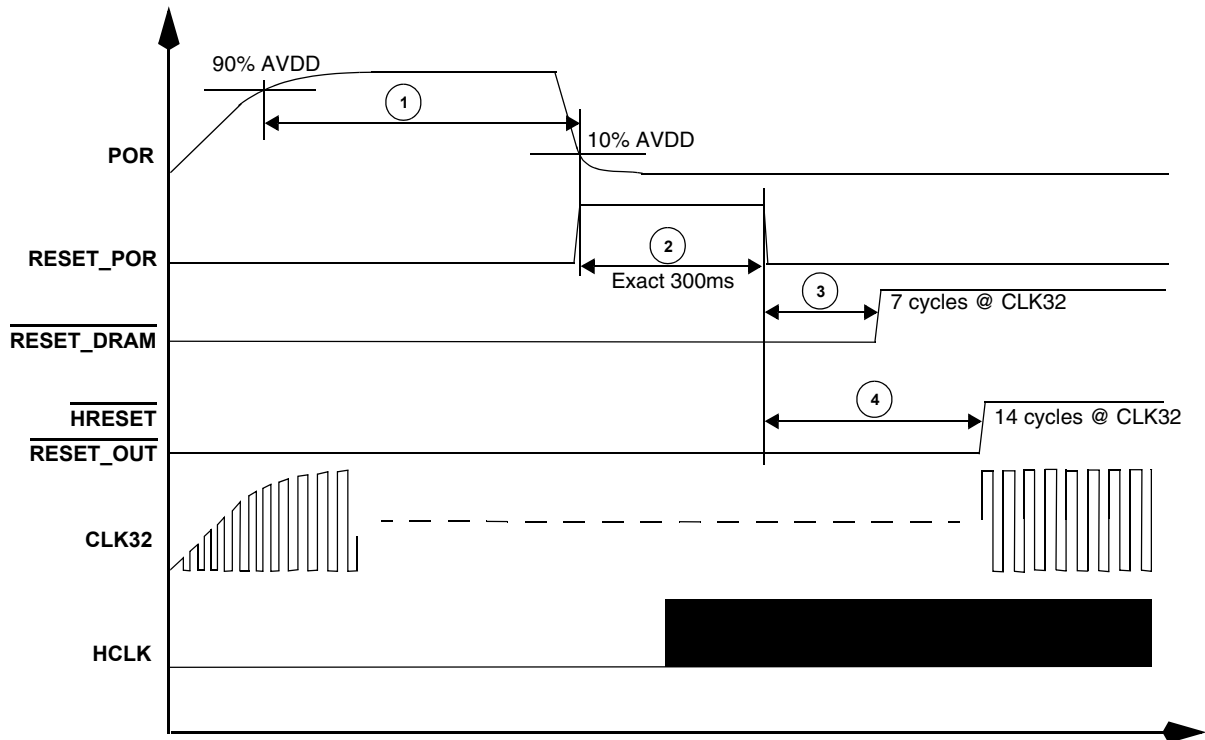 90% AVDD
1
10% AVDD
POR
2
RESET_POR
Exact 300ms
3
7 cycles @ CLK32
RESET_DRAM
4
HRESET
14 cycles @ CLK32
RESET_OUT
CLK32
HCLK